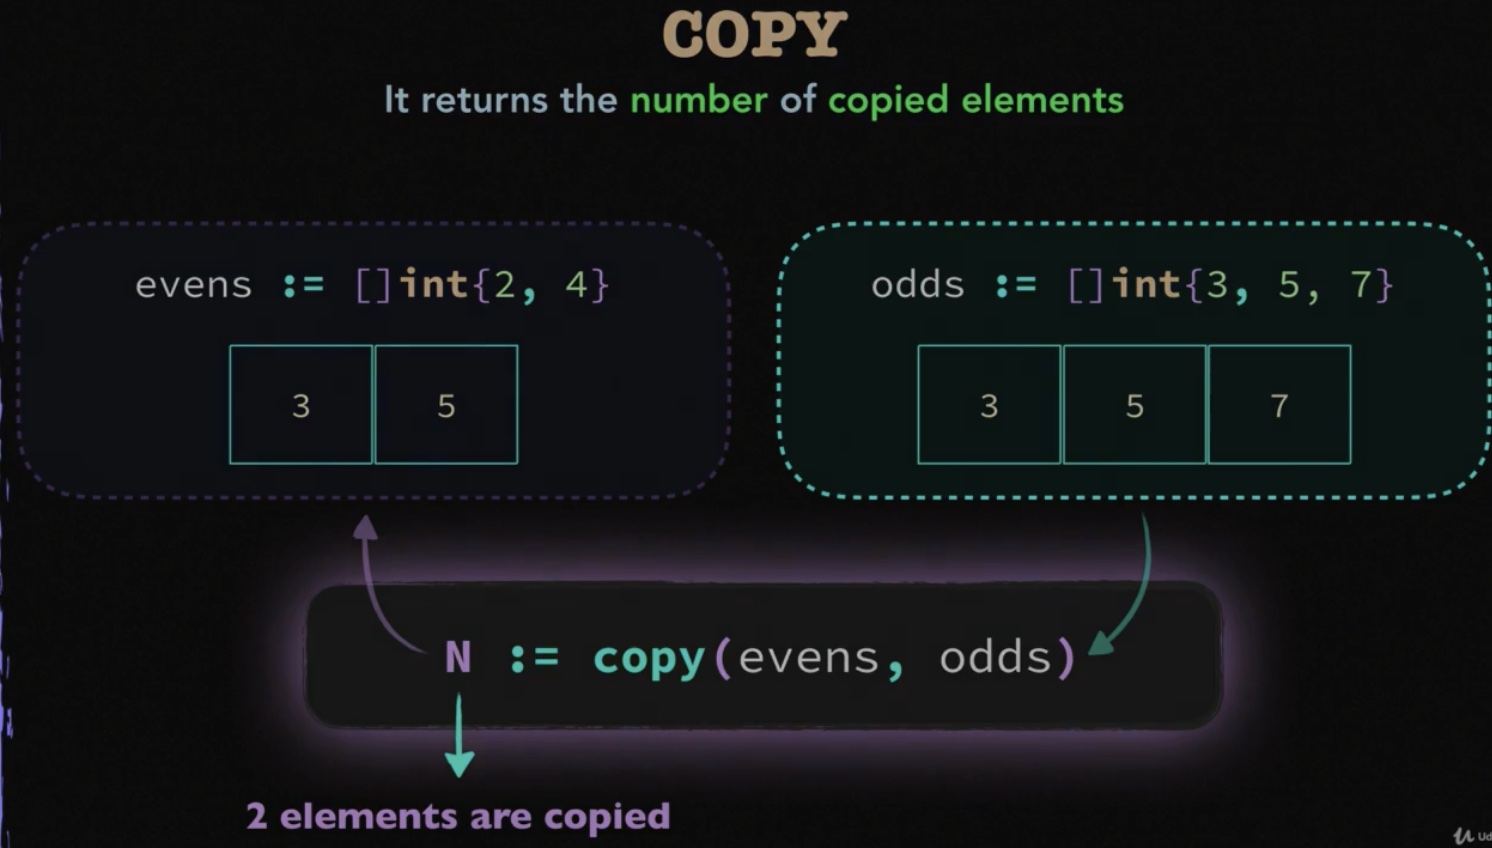 COPY
It returns the number of copied elements
evens := []int{2, 4}
odds := []int{3, 5, 7}
3 5
3 5 7
N := copy(evens, odds)
2 elements are copied